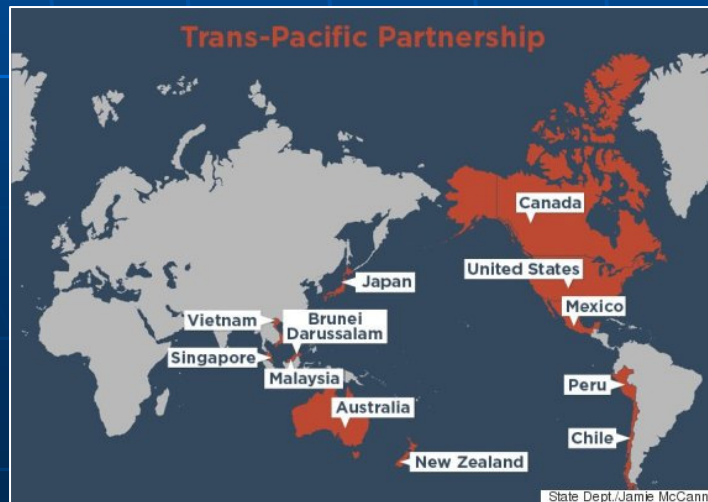 Trans-Pacific Partnership
Canada
United States
Japan
Mexico
Vietnam
Brunei
Darussalam
Singapore
Malaysia
Peru
Australia
Chile
New Zealand
State Dept./Jamie McCann